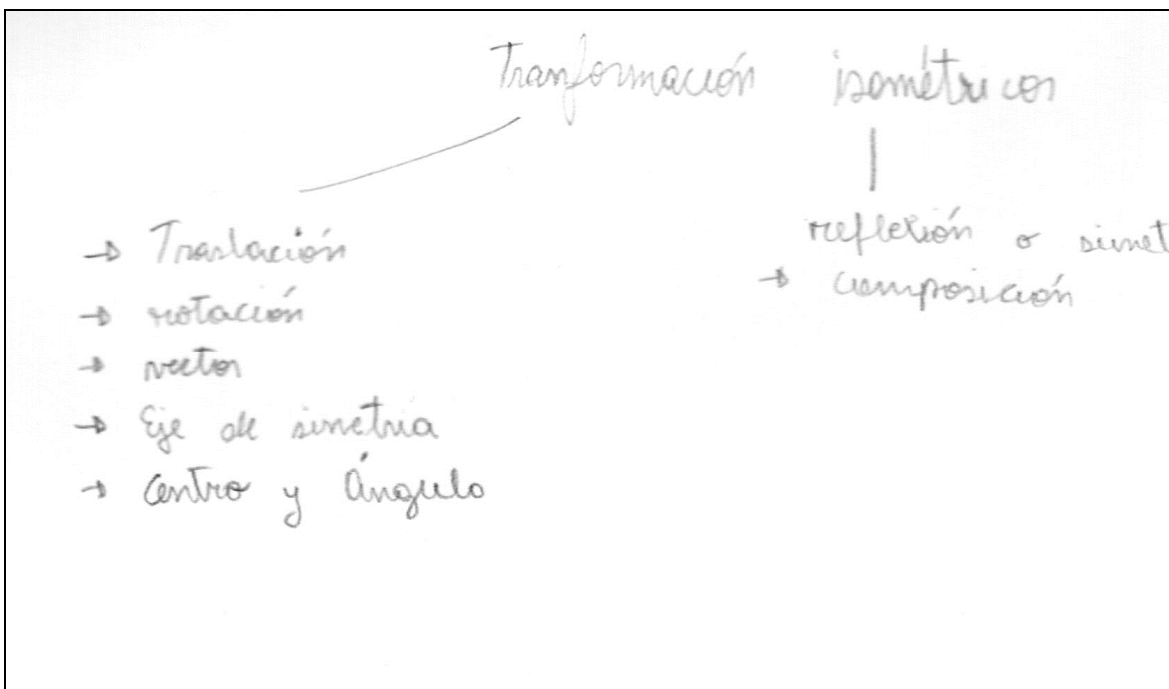 Tranformación isométricos
→ Traslación
→ rotación
→ vector
→ Eje de simetria
→ Centro y Ángulo
reflexión o simet
→ composición